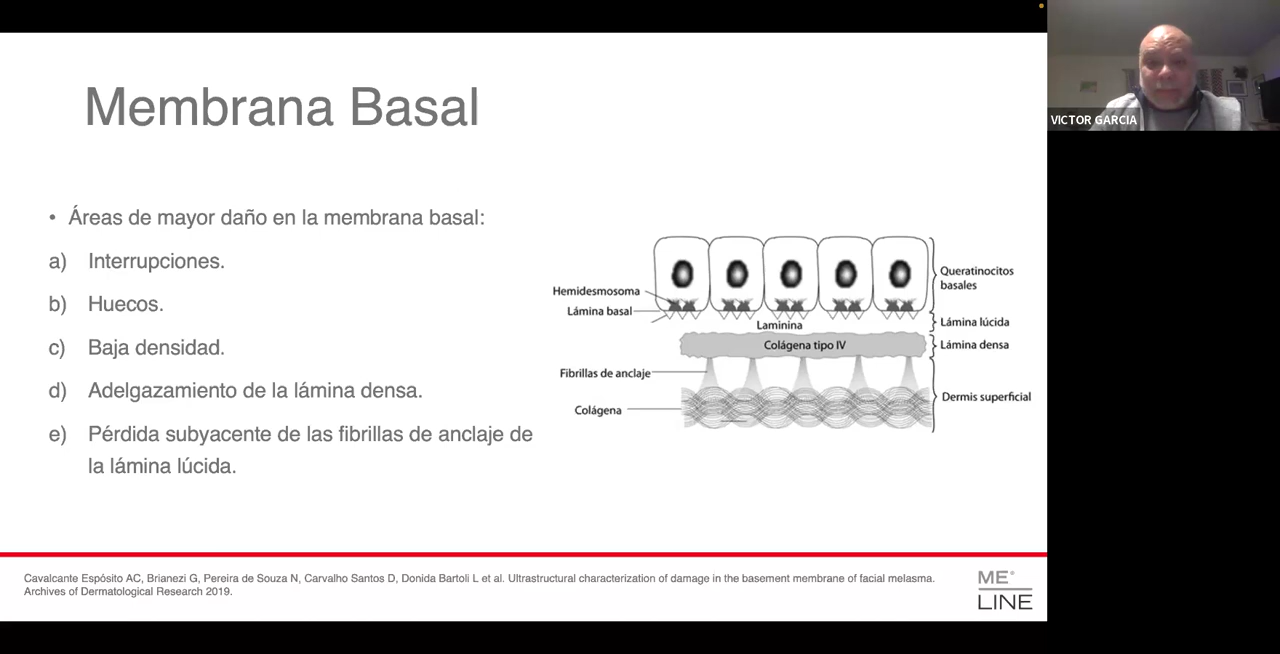 Membrana Basal
• Áreas de mayor daño en la membrana basal:
a) Interrupciones.
b) Huecos.
c) Baja densidad.
d) Adelgazamiento de la lámina densa.
e) Pérdida subyacente de las fibrillas de anclaje de
la lámina lúcida.
Hemidesmosoma
Lámina basal
Laminina
Colágena tipo IV
Fibrillas de anclaje
Colágena
Queratinocitos
basales
Lámina lúcida
Lámina densa
Dermis superficial
Cavalcante Espósito AC, Brianezi G, Pereira de Souza N, Carvalho Santos D, Donida Bartoli L et al. Ultrastructural characterization of damage in the basement membrane of facial melasma.
Archives of Dermatological Research 2019.
ME°
LINE
VICTOR GARCIA